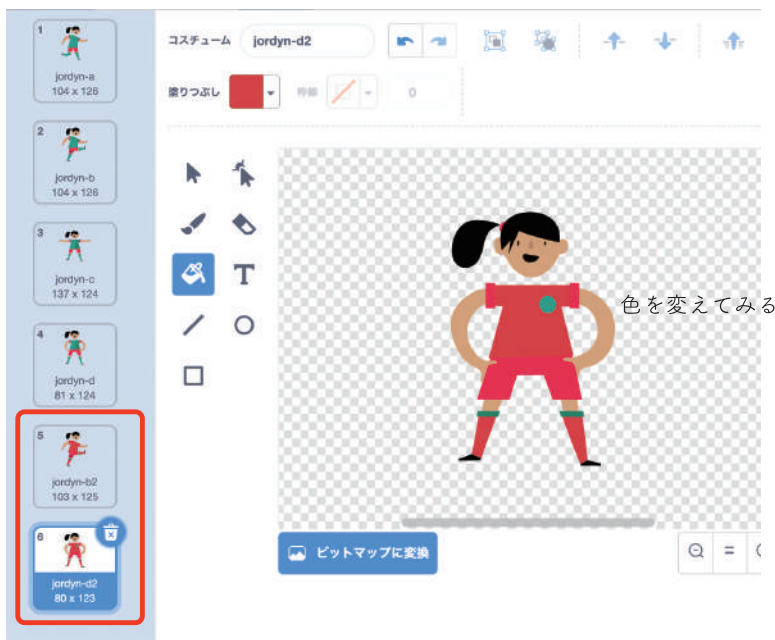 1
jordyn-a
104 x 126
2
jordyn-b
104 x 126
3
jordyn-c
137 x 124
4
jordyn-d
81 x 124
5
jordyn-b2
103 x 125
6
jordyn-d2
80 x 123
コスチューム jordyn-d2
塗りつぶし 枠線 0
T
色を変えてみる
ビットマップに変換
=